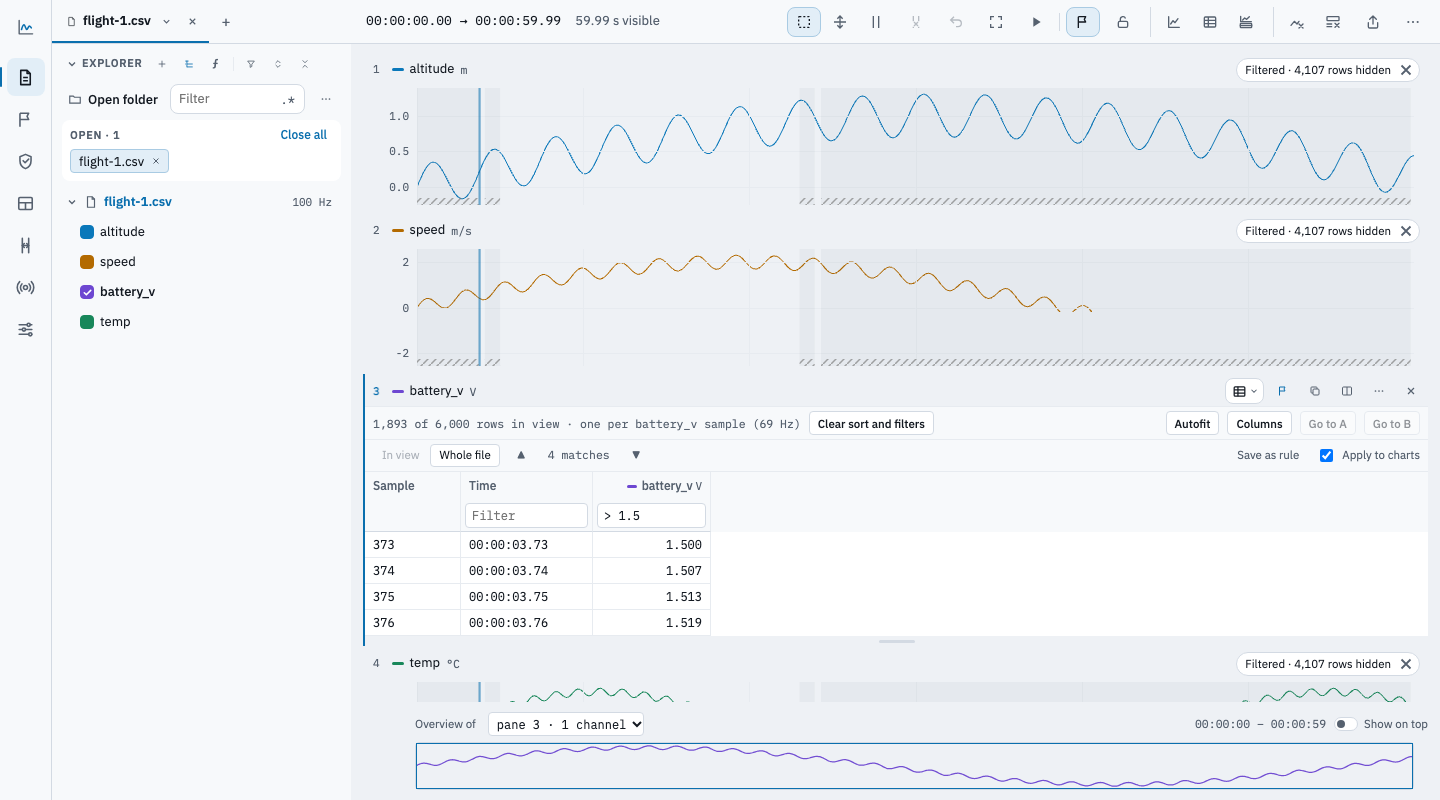 flight-1.csv
00:00:00.00 → 00:00:59.99 59.99 s visible
EXPLORER
Open folder
Filter .*
OPEN · 1 Close all
flight-1.csv ×
flight-1.csv 100 Hz
altitude
speed
battery_v
temp
1 altitude m Filtered · 4,107 rows hidden
1.0
0.5
0.0
2 speed m/s Filtered · 4,107 rows hidden
2
0
-2
3 battery_v V
1,893 of 6,000 rows in view · one per battery_v sample (69 Hz) Clear sort and filters Autofit Columns Go to A Go to B
In view Whole file ▲ 4 matches ▼ Save as rule Apply to charts
Sample Time battery_v V
Filter > 1.5
373 00:00:03.73 1.500
374 00:00:03.74 1.507
375 00:00:03.75 1.513
376 00:00:03.76 1.519
4 temp °C Filtered · 4,107 rows hidden
Overview of pane 3 · 1 channel 00:00:00 – 00:00:59 Show on top